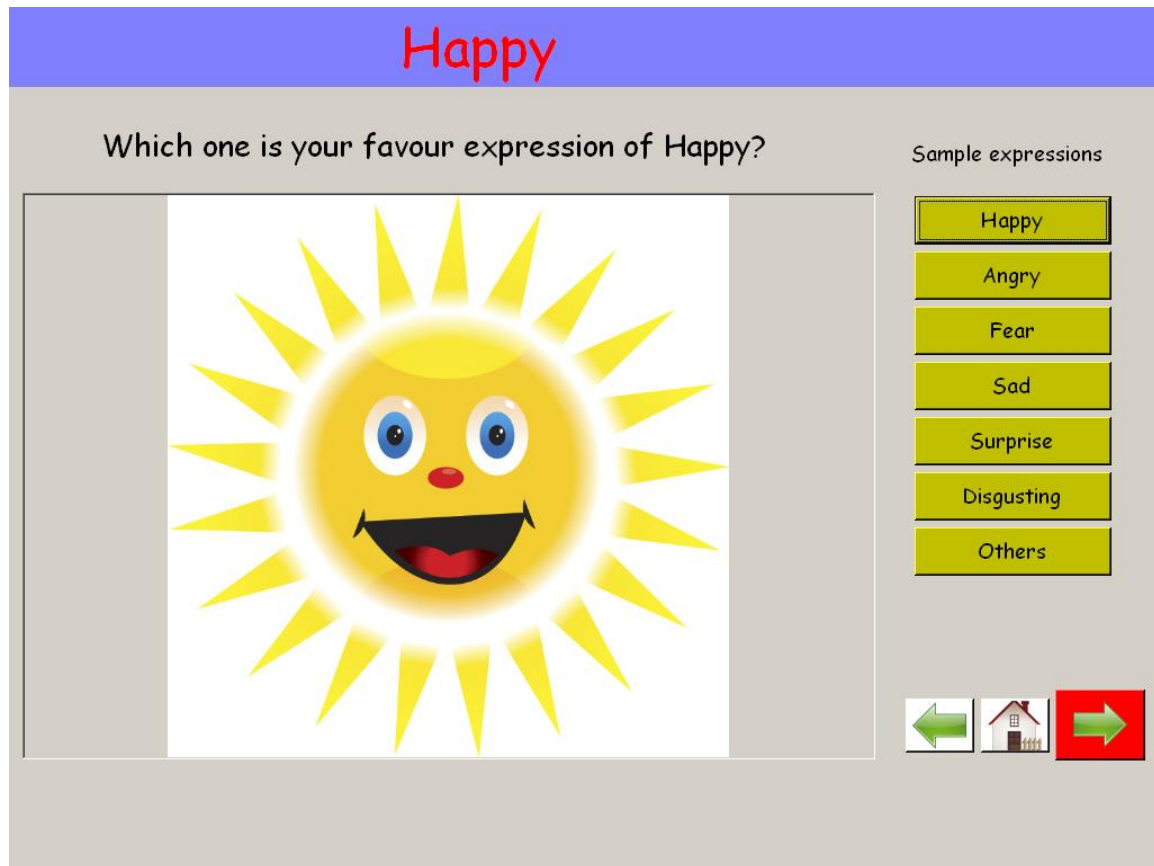 Happy
Which one is your favour expression of Happy?
Sample expressions
Happy
Angry
Fear
Sad
Surprise
Disgusting
Others